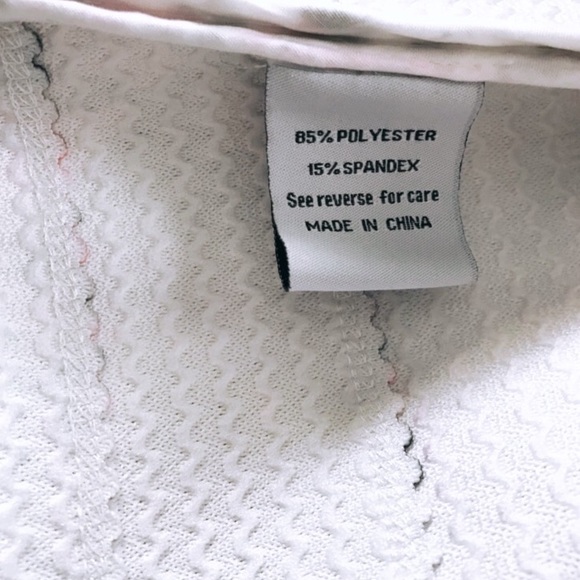 85% POLYESTER
15% SPANDEX
See reverse for care
MADE IN CHINA